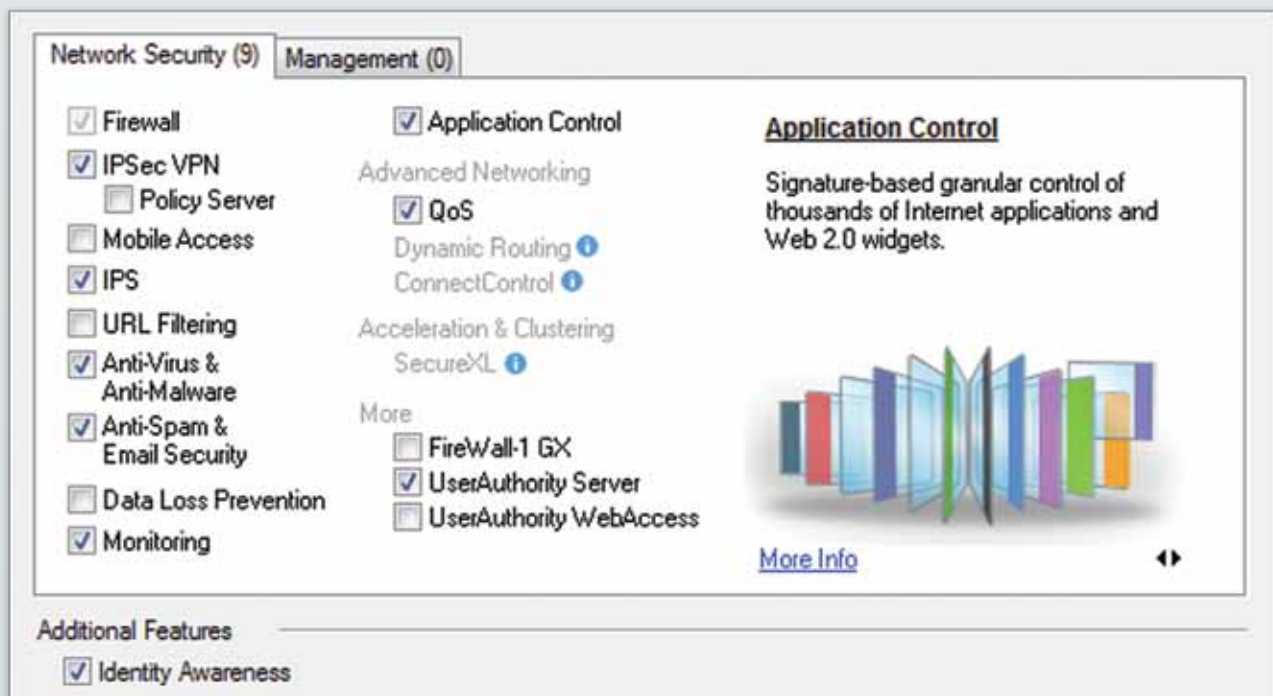 Network Security (9)
Management (0)
Firewall
IPSec VPN
Policy Server
Mobile Access
IPS
URL Filtering
Anti-Virus &
Anti-Malware
Anti-Spam &
Email Security
Data Loss Prevention
Monitoring
Application Control
Advanced Networking
QoS
Dynamic Routing
ConnectControl
Acceleration & Clustering
SecureXL
More
FireWall-1 GX
UserAuthority Server
UserAuthority WebAccess
Application Control
Signature-based granular control of
thousands of Internet applications and
Web 2.0 widgets.
More Info
Additional Features
Identity Awareness